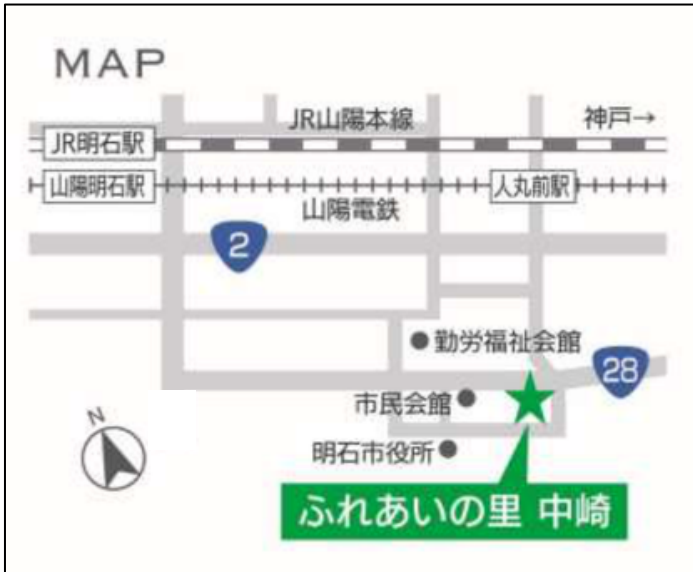 MAP
JR山陽本線
神戸→
JR明石駅
山陽明石駅
人丸前駅
山陽電鉄
2
勤労福祉会館
28
市民会館
N
明石市役所
ふれあいの里 中崎